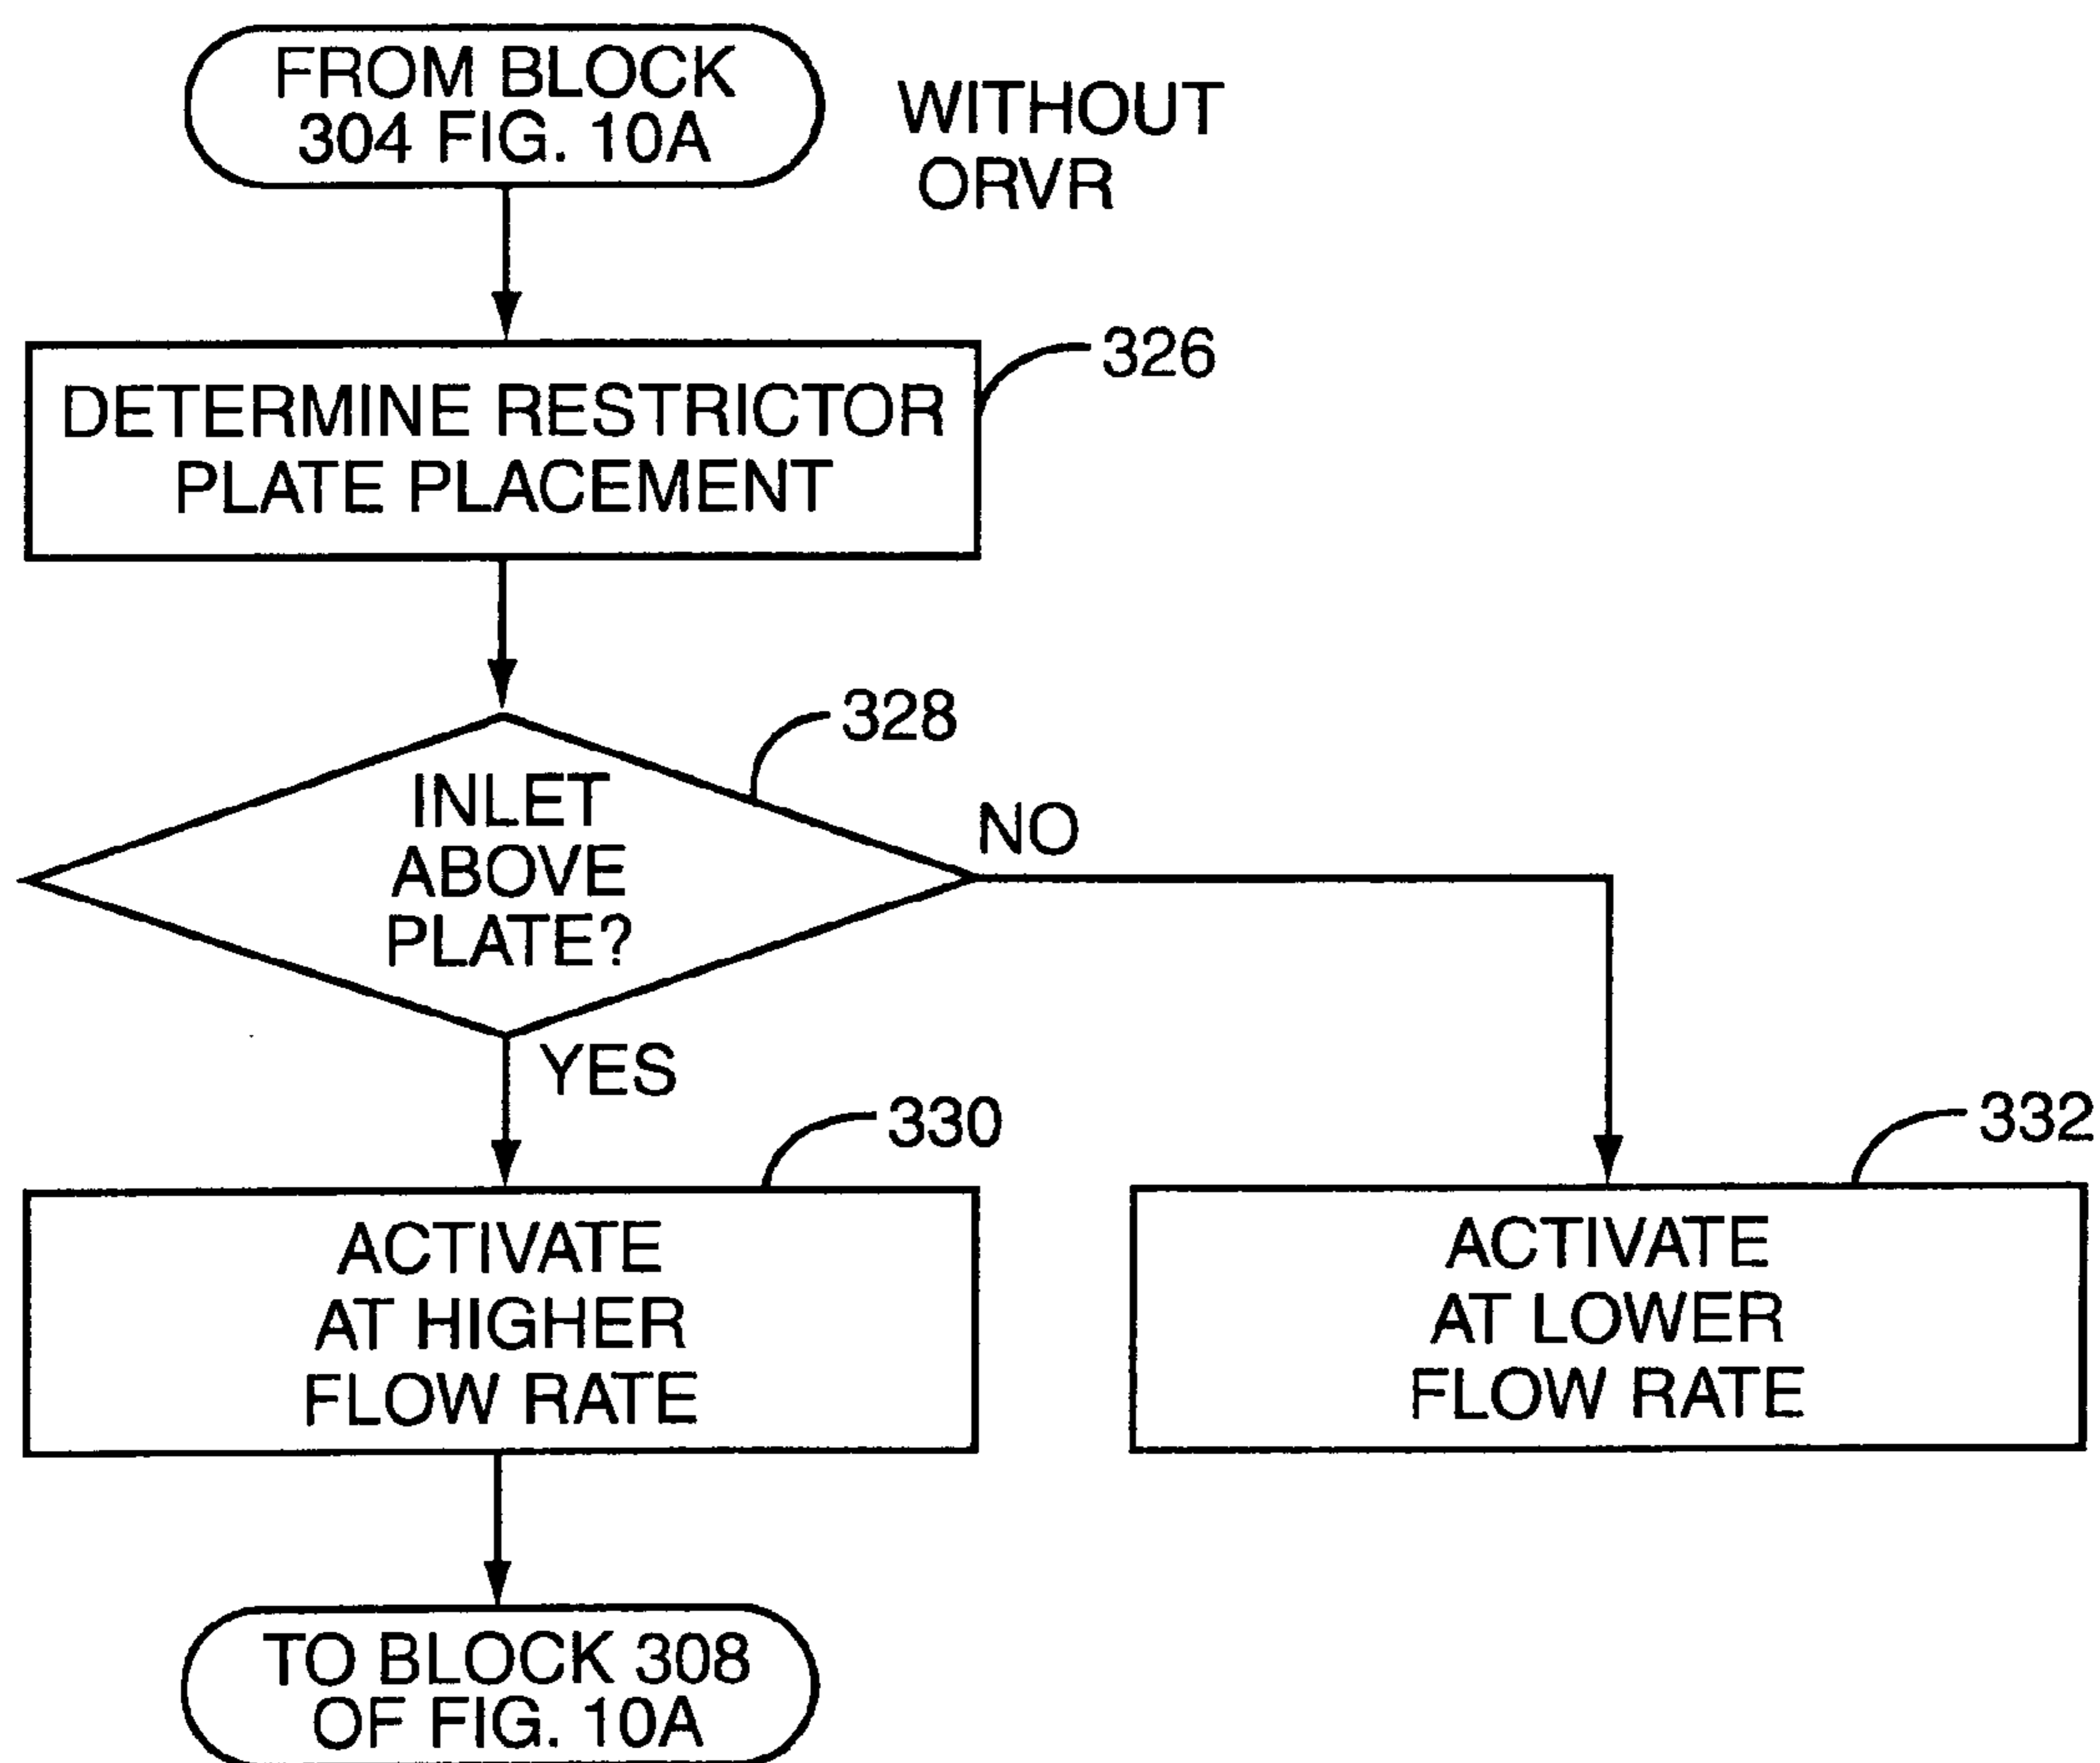 FROM BLOCK
304 FIG. 10A
WITHOUT
ORVR
326
DETERMINE RESTRICTOR
PLATE PLACEMENT
328
INLET
ABOVE
PLATE?
NO
YES
330
ACTIVATE
AT HIGHER
FLOW RATE
332
ACTIVATE
AT LOWER
FLOW RATE
TO BLOCK 308
OF FIG. 10A